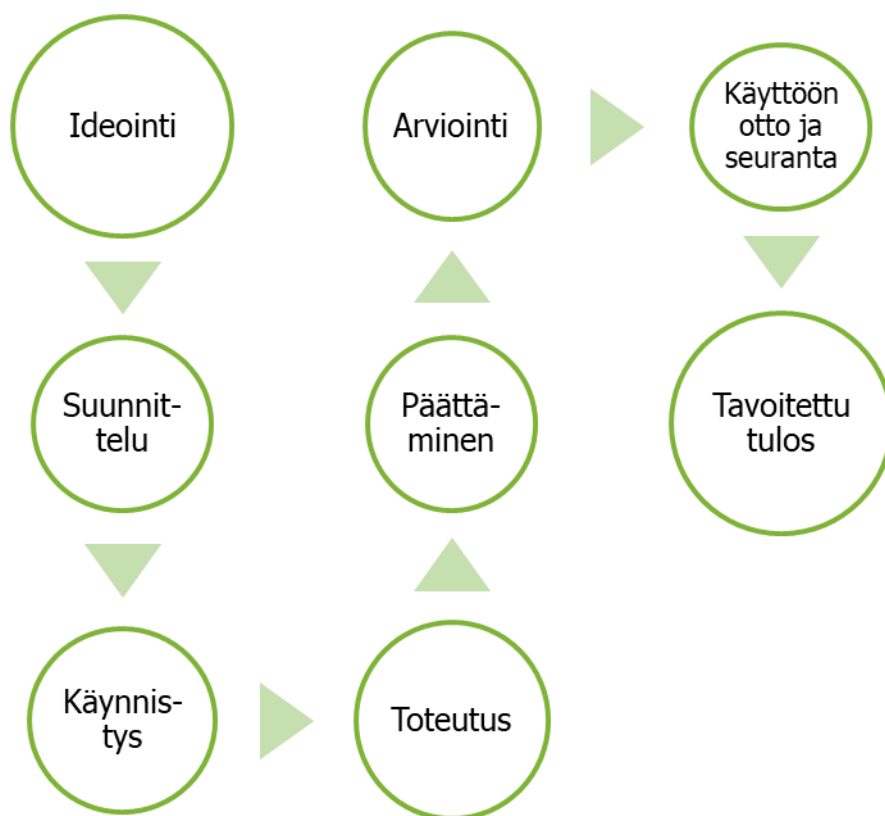 Ideointi
Suunnit-
telu
Käynnis-
tys
Toteutus
Päättä-
minen
Arviointi
Käyttöön
otto ja
seuranta
Tavoitettu
tulos